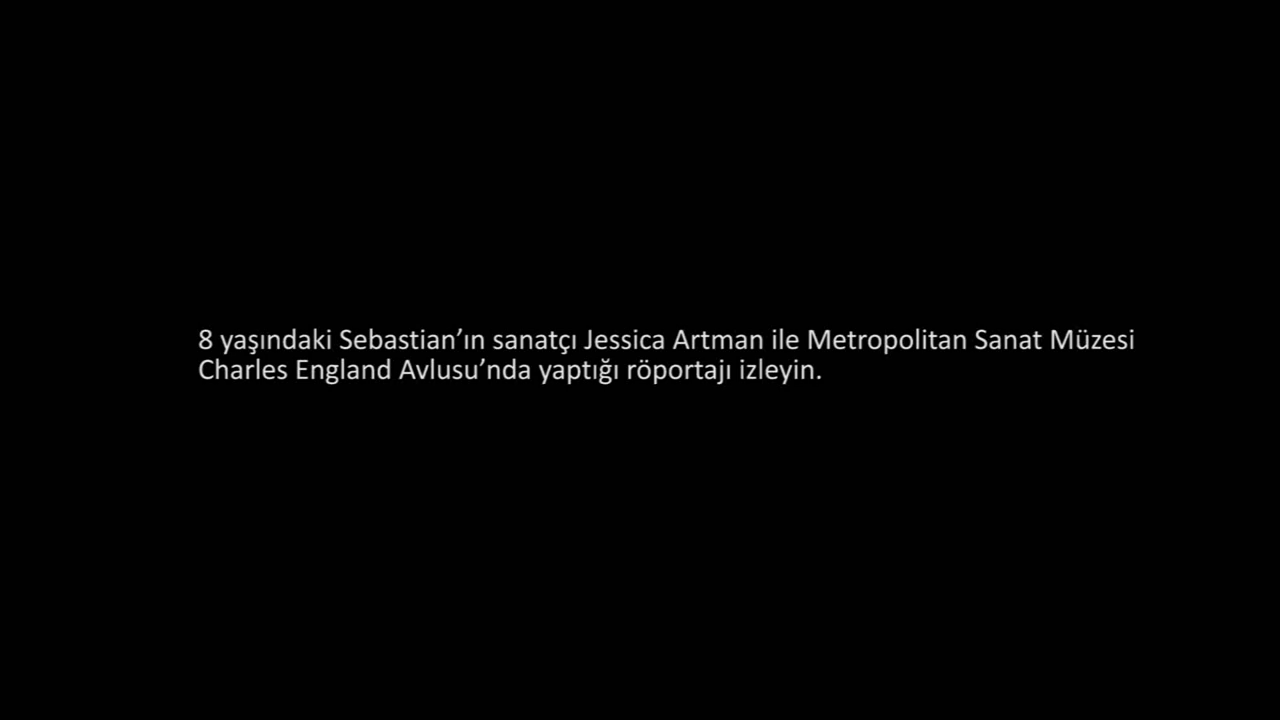 8 yaşındaki Sebastian’ın sanatçı Jessica Artman ile Metropolitan Sanat Müzesi
Charles England Avlusu’nda yaptığı röportajı izleyin.